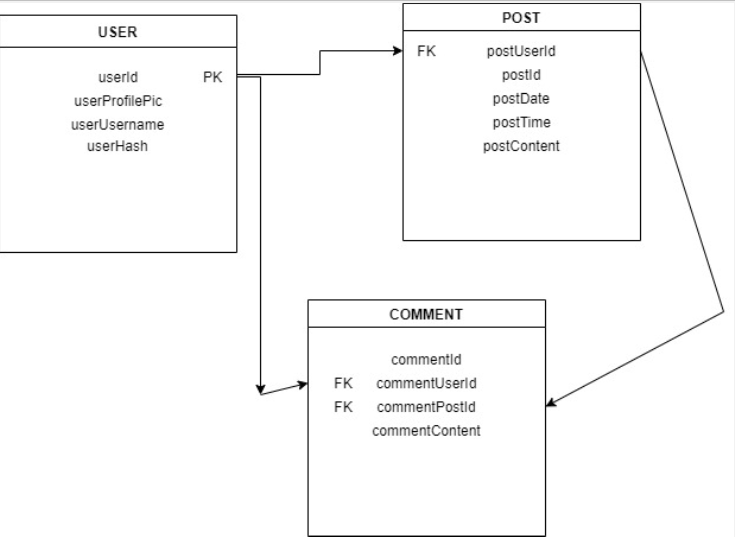 USER
userId PK
userProfilePic
userUsername
userHash
POST
FK postUserId
postId
postDate
postTime
postContent
COMMENT
commentId
FK commentUserId
FK commentPostId
commentContent